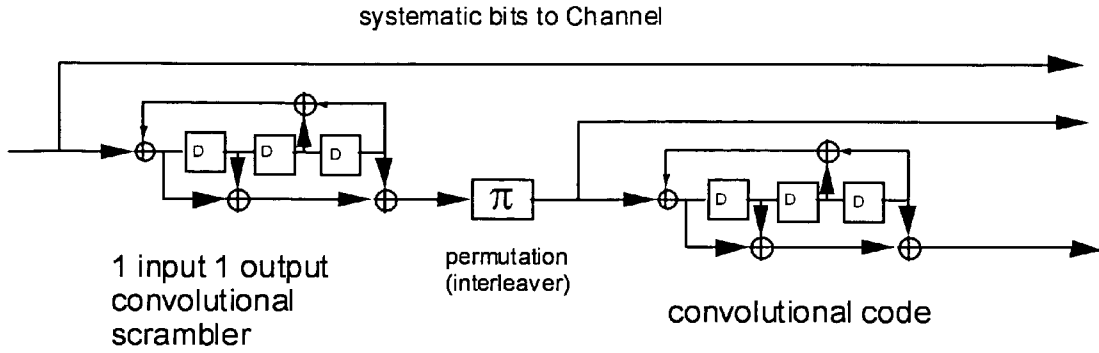 systematic bits to Channel
D D D
π
D D D
1 input 1 output
convolutional
scrambler
permutation
(interleaver)
convolutional code